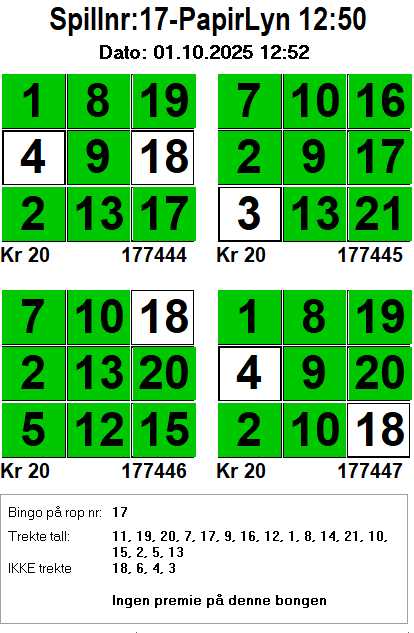 Spillnr:17-PapirLyn 12:50
Dato: 01.10.2025 12:52
1 8 19 7 10 16
4 9 18 2 9 17
2 13 17 3 13 21
Kr 20 177444 Kr 20 177445
7 10 18 1 8 19
2 13 20 4 9 20
5 12 15 2 10 18
Kr 20 177446 Kr 20 177447
Bingo på rop nr: 17
Trekte tall: 11, 19, 20, 7, 17, 9, 16, 12, 1, 8, 14, 21, 10,
15, 2, 5, 13
IKKE trekte 18, 6, 4, 3
Ingen premie på denne bongen